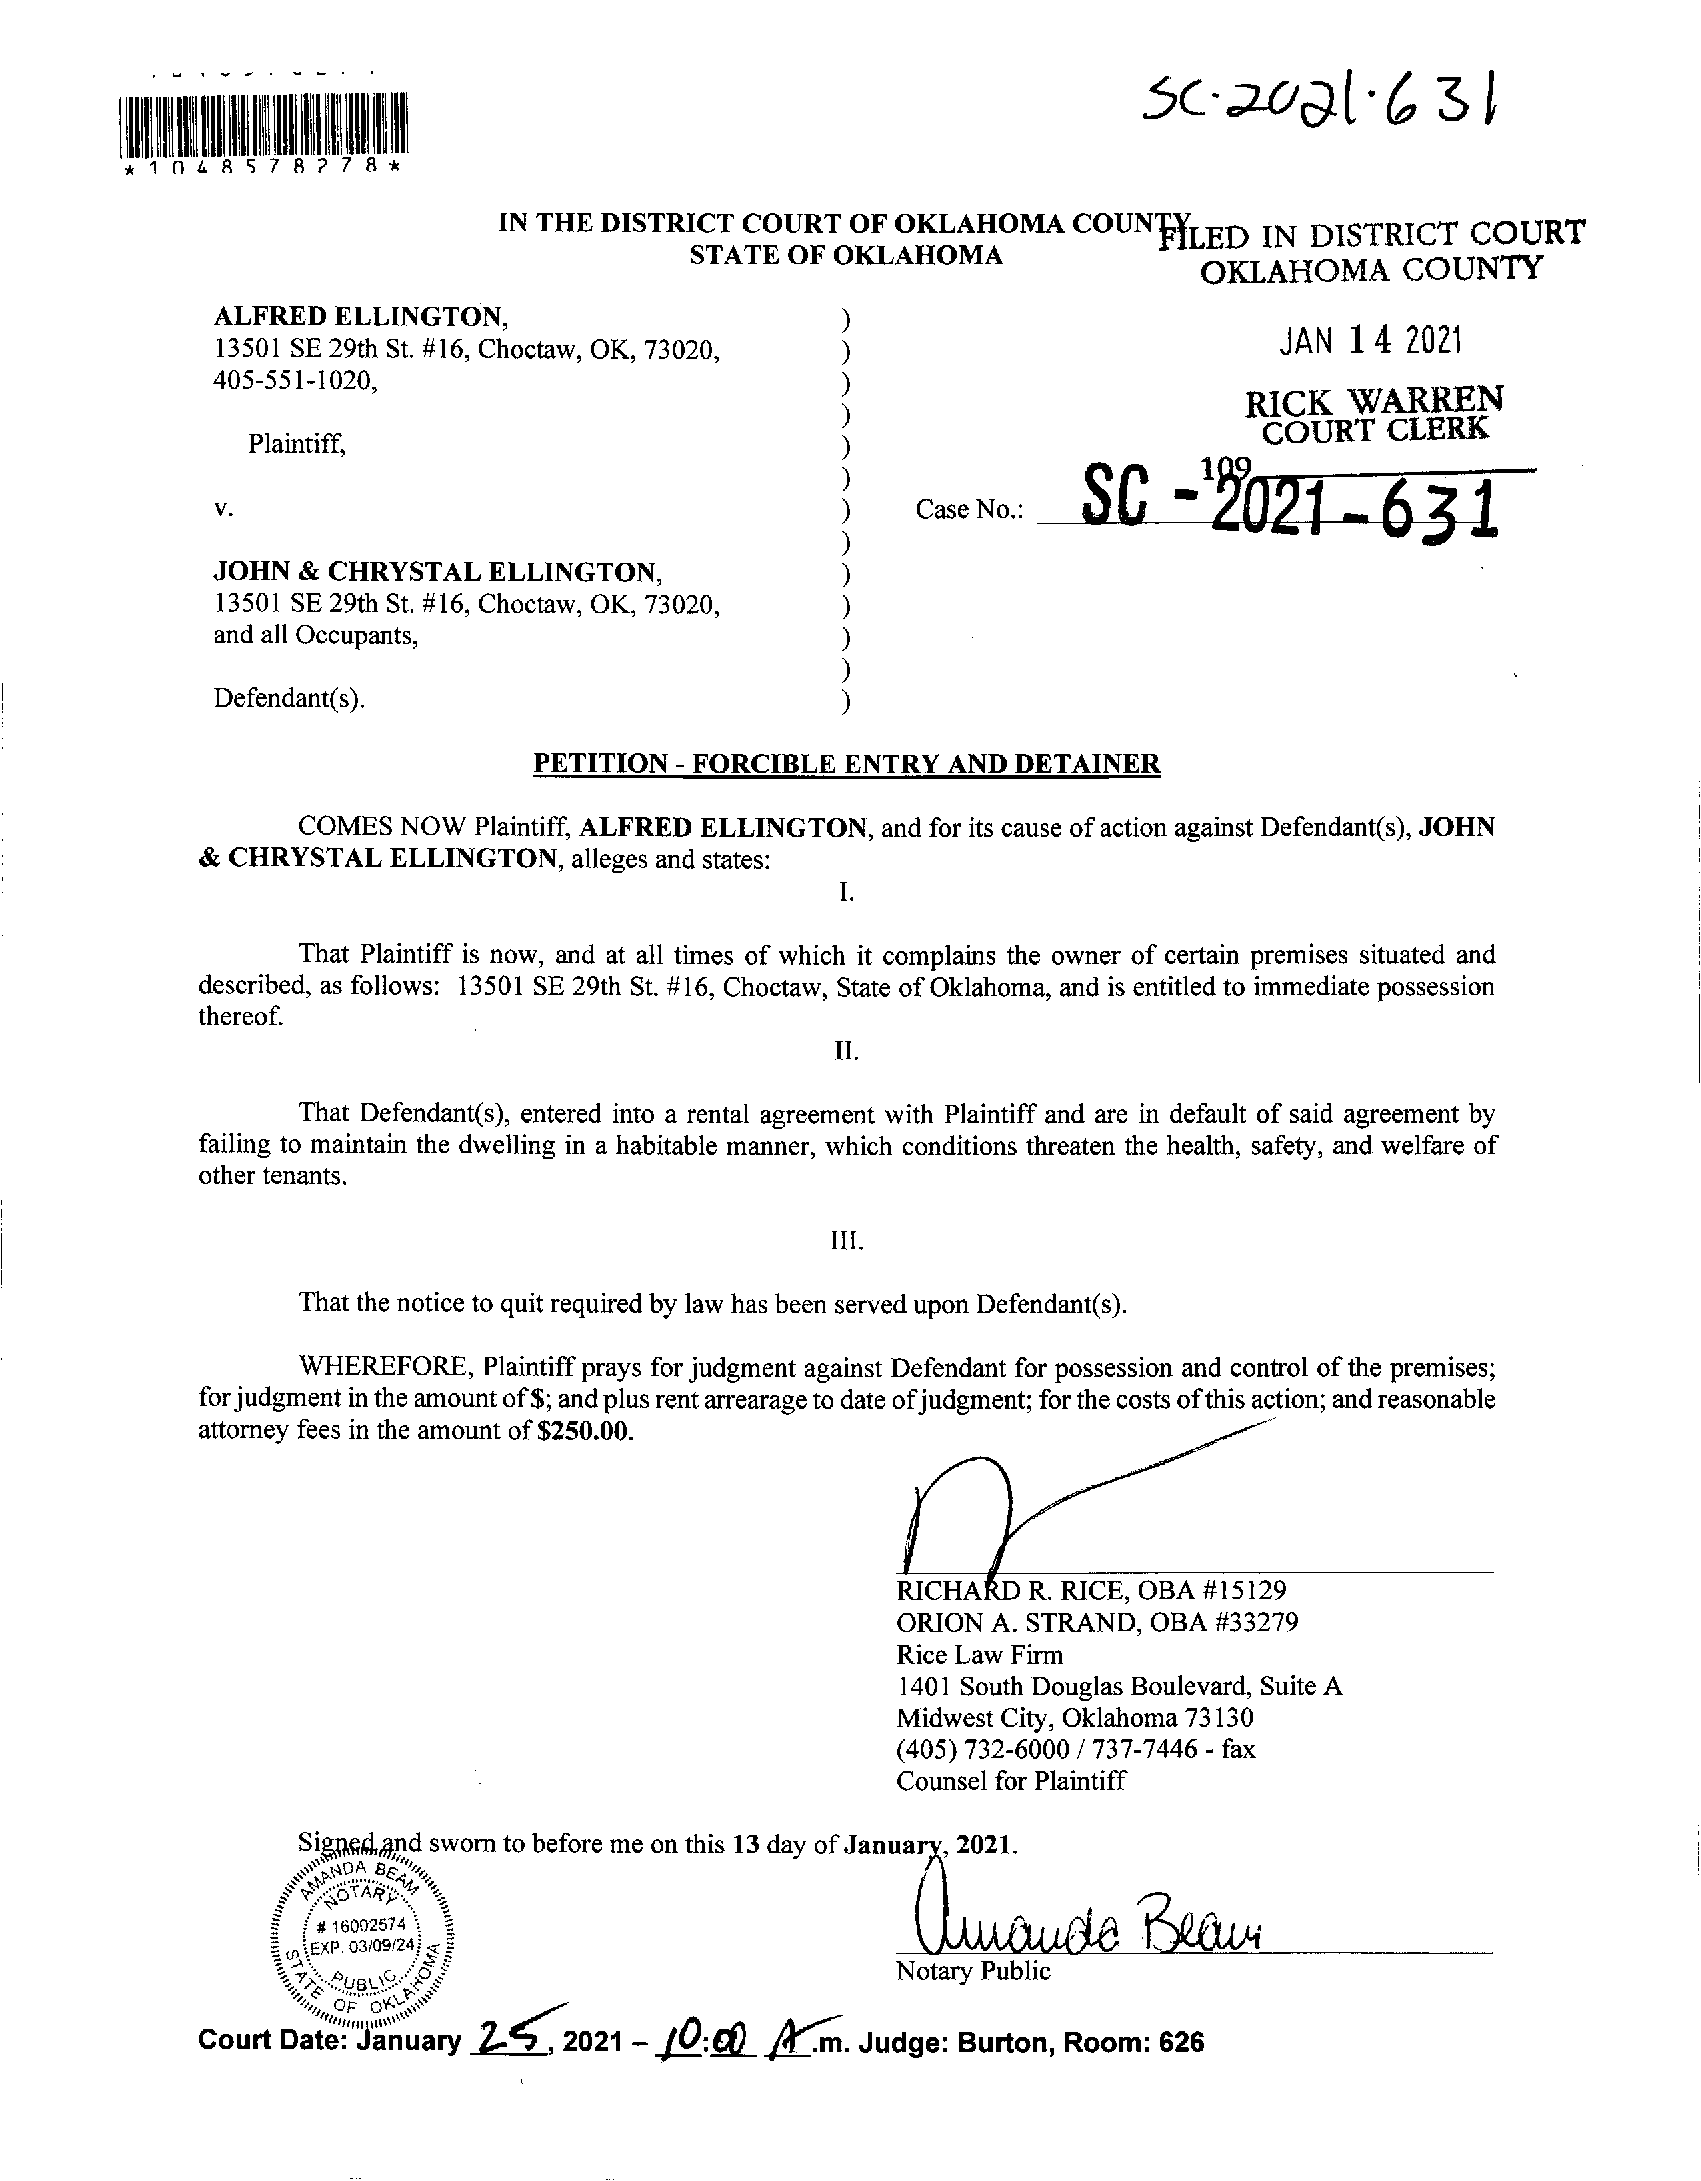 SC-2021-631
*1048578278*
IN THE DISTRICT COURT OF OKLAHOMA COUNTY
STATE OF OKLAHOMA
FILED IN DISTRICT COURT
OKLAHOMA COUNTY
JAN 14 2021
RICK WARREN
COURT CLERK
109
ALFRED ELLINGTON, )
13501 SE 29th St. #16, Choctaw, OK, 73020, )
405-551-1020, )
)
Plaintiff, )
)
v. ) Case No.: SC - 2021-631
)
JOHN & CHRYSTAL ELLINGTON, )
13501 SE 29th St. #16, Choctaw, OK, 73020, )
and all Occupants, )
)
Defendant(s). )
PETITION - FORCIBLE ENTRY AND DETAINER
COMES NOW Plaintiff, ALFRED ELLINGTON, and for its cause of action against Defendant(s), JOHN
& CHRYSTAL ELLINGTON, alleges and states:
I.
That Plaintiff is now, and at all times of which it complains the owner of certain premises situated and
described, as follows: 13501 SE 29th St. #16, Choctaw, State of Oklahoma, and is entitled to immediate possession
thereof.
II.
That Defendant(s), entered into a rental agreement with Plaintiff and are in default of said agreement by
failing to maintain the dwelling in a habitable manner, which conditions threaten the health, safety, and welfare of
other tenants.
III.
That the notice to quit required by law has been served upon Defendant(s).
WHEREFORE, Plaintiff prays for judgment against Defendant for possession and control of the premises;
for judgment in the amount of $; and plus rent arrearage to date of judgment; for the costs of this action; and reasonable
attorney fees in the amount of $250.00.
RICHARD R. RICE, OBA #15129
ORION A. STRAND, OBA #33279
Rice Law Firm
1401 South Douglas Boulevard, Suite A
Midwest City, Oklahoma 73130
(405) 732-6000 / 737-7446 - fax
Counsel for Plaintiff
Signed and sworn to before me on this 13 day of January, 2021.
AMANDA BEAM
NOTARY
# 16002574
EXP. 03/09/24
PUBLIC
STATE OF OKLAHOMA
Amanda Beam
Notary Public
Court Date: January 25, 2021 – 10:00 A.m. Judge: Burton, Room: 626